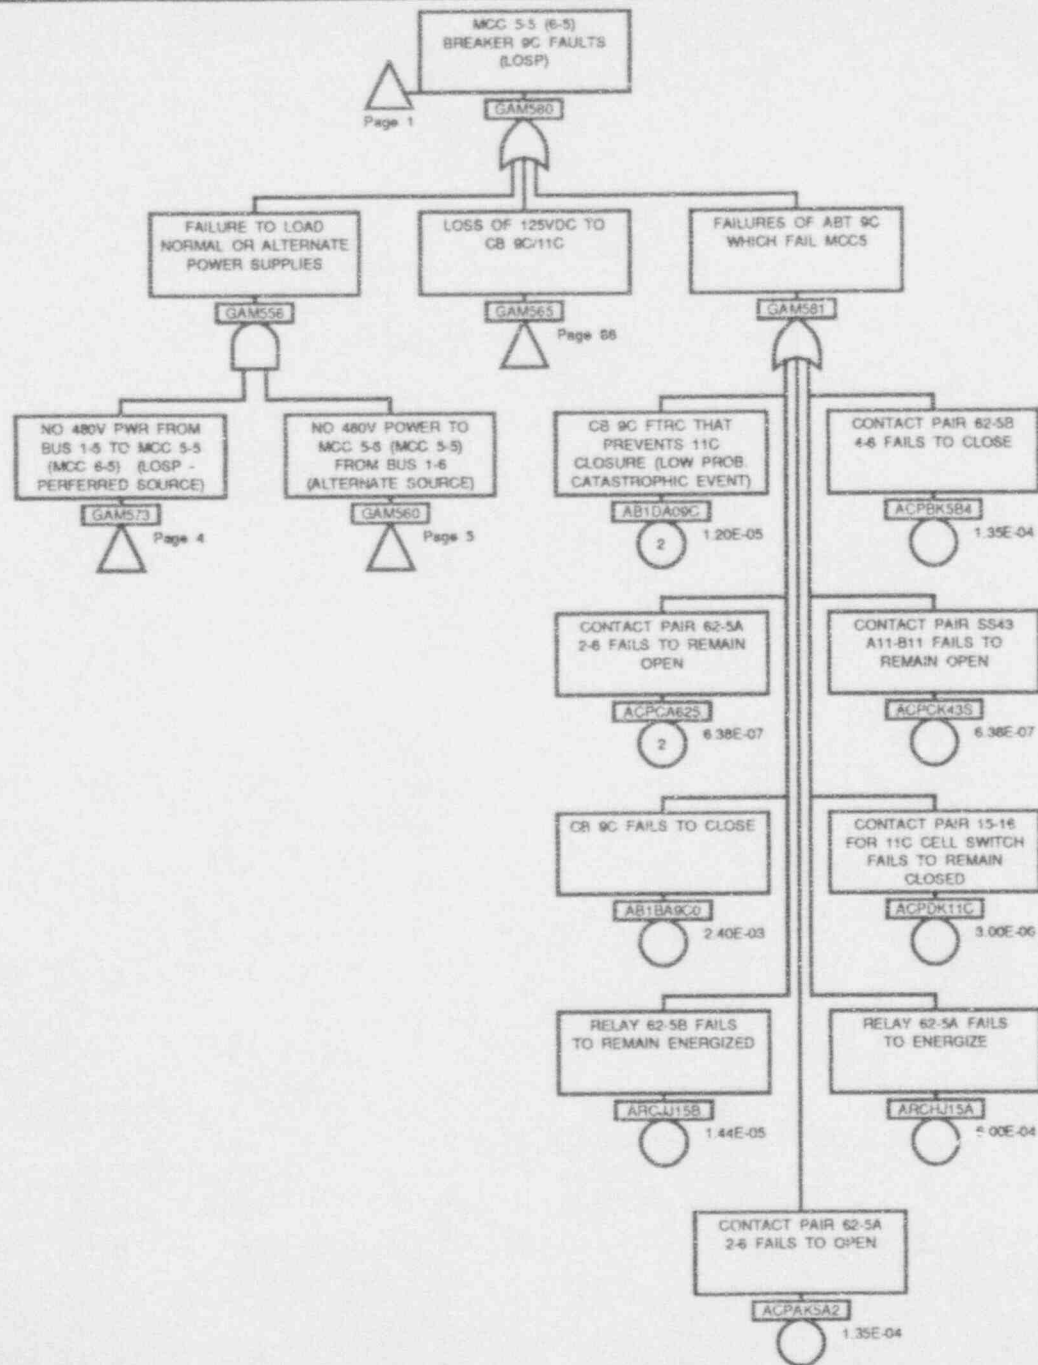 MCC 5-5 (6-5)
BREAKER 9C FAULTS
(LOSP)
Page 1
GAM580
FAILURE TO LOAD
NORMAL OR ALTERNATE
POWER SUPPLIES
GAM556
LOSS OF 125VDC TO
CB 9C/11C
GAM565
Page 86
FAILURES OF ABT 9C
WHICH FAIL MCC5
GAM581
NO 480V PWR FROM
BUS 1-5 TO MCC 5-5
(MCC 6-5) (LOSP -
PERFERRED SOURCE)
GAM573
Page 4
NO 480V POWER TO
MCC 5-5 (MCC 5-5)
FROM BUS 1-6
(ALTERNATE SOURCE)
GAM560
Page 5
CB 9C FTRC THAT
PREVENTS 11C
CLOSURE (LOW PROB.
CATASTROPHIC EVENT)
AB1DA09C
2
1.20E-05
CONTACT PAIR 62-5B
4-6 FAILS TO CLOSE
ACPBK5B4
1.35E-04
CONTACT PAIR 62-5A
2-6 FAILS TO REMAIN
OPEN
ACPCA625
2
6.38E-07
CONTACT PAIR SS43
A11-B11 FAILS TO
REMAIN OPEN
ACPCK43S
6.38E-07
CB 9C FAILS TO CLOSE
AB1BA9C0
2.40E-03
CONTACT PAIR 15-16
FOR 11C CELL SWITCH
FAILS TO REMAIN
CLOSED
ACPDK11C
3.00E-06
RELAY 62-5B FAILS
TO REMAIN ENERGIZED
ARCJJ15B
1.44E-05
RELAY 62-5A FAILS
TO ENERGIZE
ARCHJ15A
CONTACT PAIR 62-5A
2-6 FAILS TO OPEN
ACPAK5A2
1.35E-04